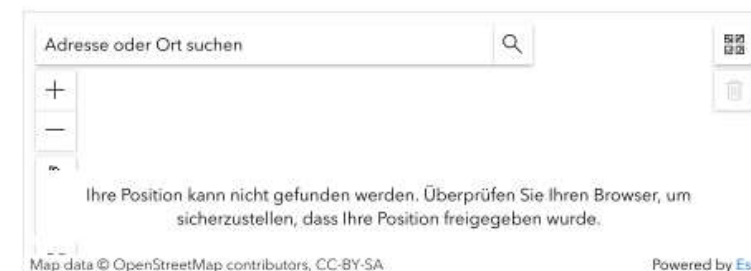 Adresse oder Ort suchen
Ihre Position kann nicht gefunden werden. Überprüfen Sie Ihren Browser, um
sicherzustellen, dass Ihre Position freigegeben wurde.
Map data © OpenStreetMap contributors, CC-BY-SA
Powered by Es